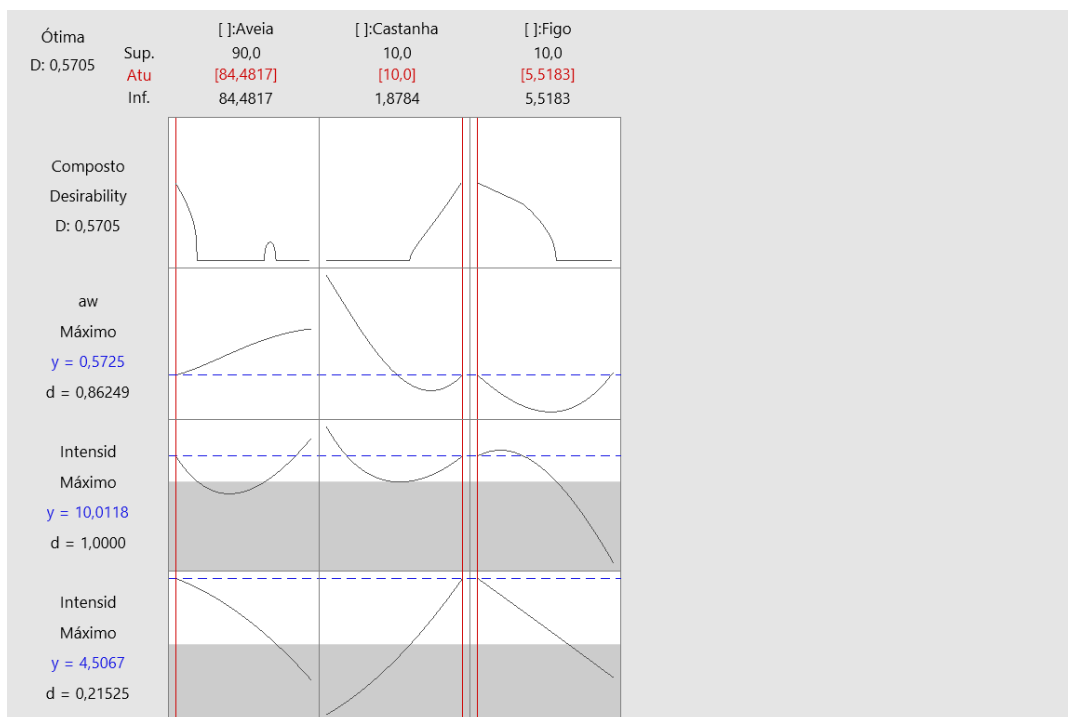 Ótima
D: 0,5705
[ ]:Aveia [ ]:Castanha [ ]:Figo
Sup. 90,0 10,0 10,0
Atu [84,4817] [10,0] [5,5183]
Inf. 84,4817 1,8784 5,5183
Composto
Desirability
D: 0,5705
aw
Máximo
y = 0,5725
d = 0,86249
Intensid
Máximo
y = 10,0118
d = 1,0000
Intensid
Máximo
y = 4,5067
d = 0,21525